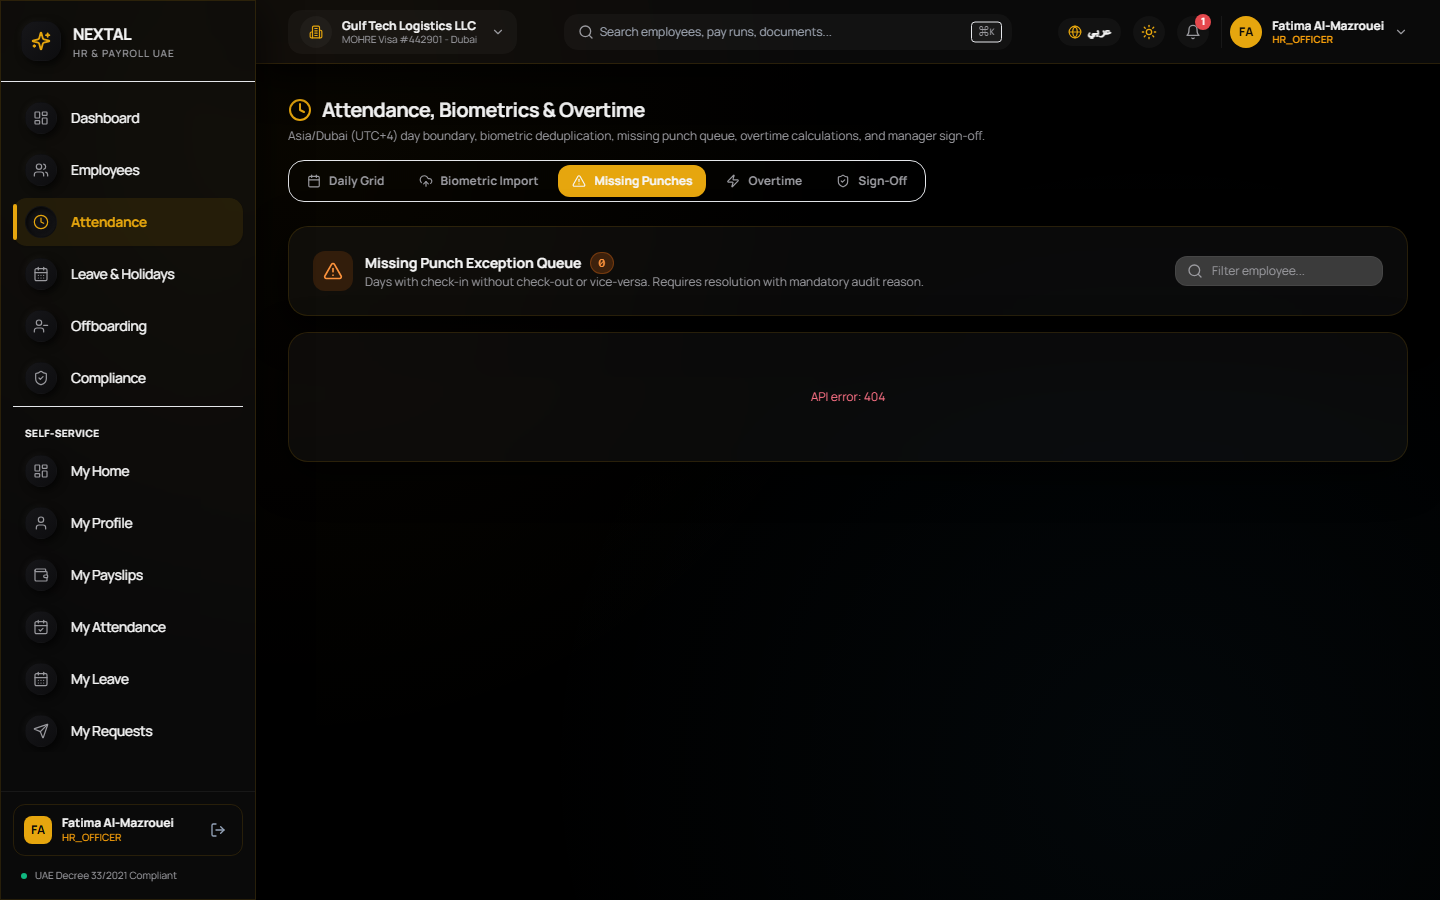 NEXTAL
HR & PAYROLL UAE
Dashboard
Employees
Attendance
Leave & Holidays
Offboarding
Compliance
SELF-SERVICE
My Home
My Profile
My Payslips
My Attendance
My Leave
My Requests
FA
Fatima Al-Mazrouei
HR_OFFICER
UAE Decree 33/2021 Compliant
Gulf Tech Logistics LLC
MOHRE Visa #442901 - Dubai
Search employees, pay runs, documents...
⌘K
عربي
1
FA
Fatima Al-Mazrouei
HR_OFFICER
Attendance, Biometrics & Overtime
Asia/Dubai (UTC+4) day boundary, biometric deduplication, missing punch queue, overtime calculations, and manager sign-off.
Daily Grid
Biometric Import
Missing Punches
Overtime
Sign-Off
Missing Punch Exception Queue 0
Days with check-in without check-out or vice-versa. Requires resolution with mandatory audit reason.
Filter employee...
API error: 404